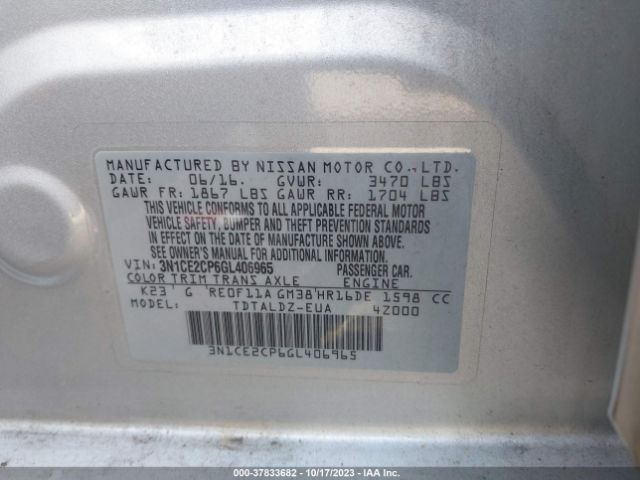 MANUFACTURED BY NISSAN MOTOR CO.,LTD.
DATE: 06/16. GVWR: 3470 LBS
GAWR FR: 1867 LBS GAWR RR: 1704 LBS
THIS VEHICLE CONFORMS TO ALL APPLICABLE FEDERAL MOTOR
VEHICLE SAFETY, BUMPER AND THEFT PREVENTION STANDARDS
IN EFFECT ON THE DATE OF MANUFACTURE SHOWN ABOVE.
SEE OWNER'S MANUAL FOR ADDITIONAL INFORMATION.
VIN: 3N1CE2CP6GL406965 PASSENGER CAR.
COLOR TRIM TRANS AXLE ENGINE
K23 G RE0F11A GM38 HR16DE 1598 CC
MODEL TDTALDZ-EUA 4Z000
3N1CE2CP6GL406965
000-37833682 - 10/17/2023 - IAA Inc.